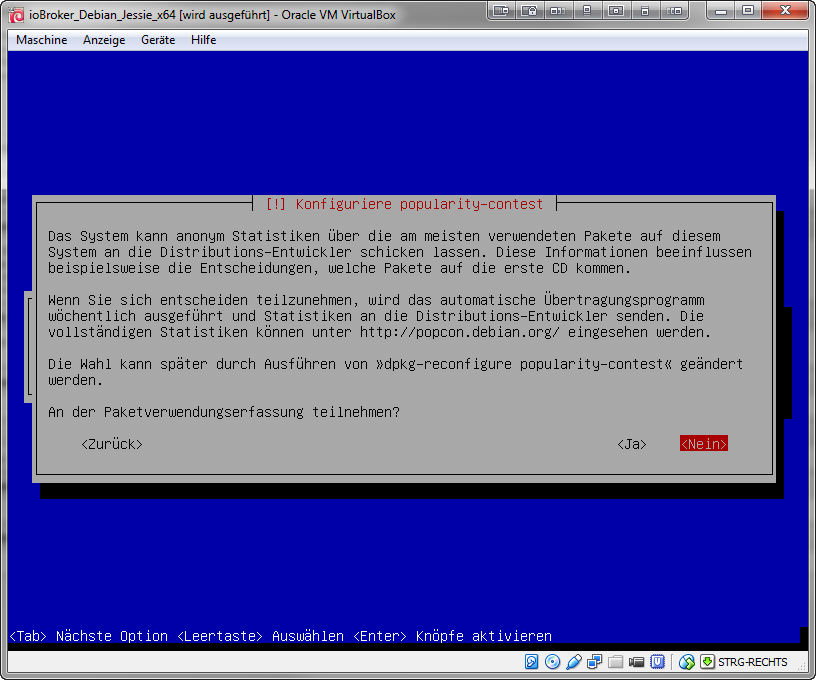 ioBroker_Debian_Jessie_x64 [wird ausgeführt] - Oracle VM VirtualBox
Maschine Anzeige Geräte Hilfe
[!] Konfiguriere popularity-contest
Das System kann anonym Statistiken über die am meisten verwendeten Pakete auf diesem
System an die Distributions-Entwickler schicken lassen. Diese Informationen beeinflussen
beispielsweise die Entscheidungen, welche Pakete auf die erste CD kommen.
Wenn Sie sich entscheiden teilzunehmen, wird das automatische Übertragungsprogramm
wöchentlich ausgeführt und Statistiken an die Distributions-Entwickler senden. Die
vollständigen Statistiken können unter http://popcon.debian.org/ eingesehen werden.
Die Wahl kann später durch Ausführen von »dpkg-reconfigure popularity-contest« geändert
werden.
An der Paketverwendungserfassung teilnehmen?
<Zurück> <Ja> <Nein>
<Tab> Nächste Option <Leertaste> Auswählen <Enter> Knöpfe aktivieren
STRG-RECHTS